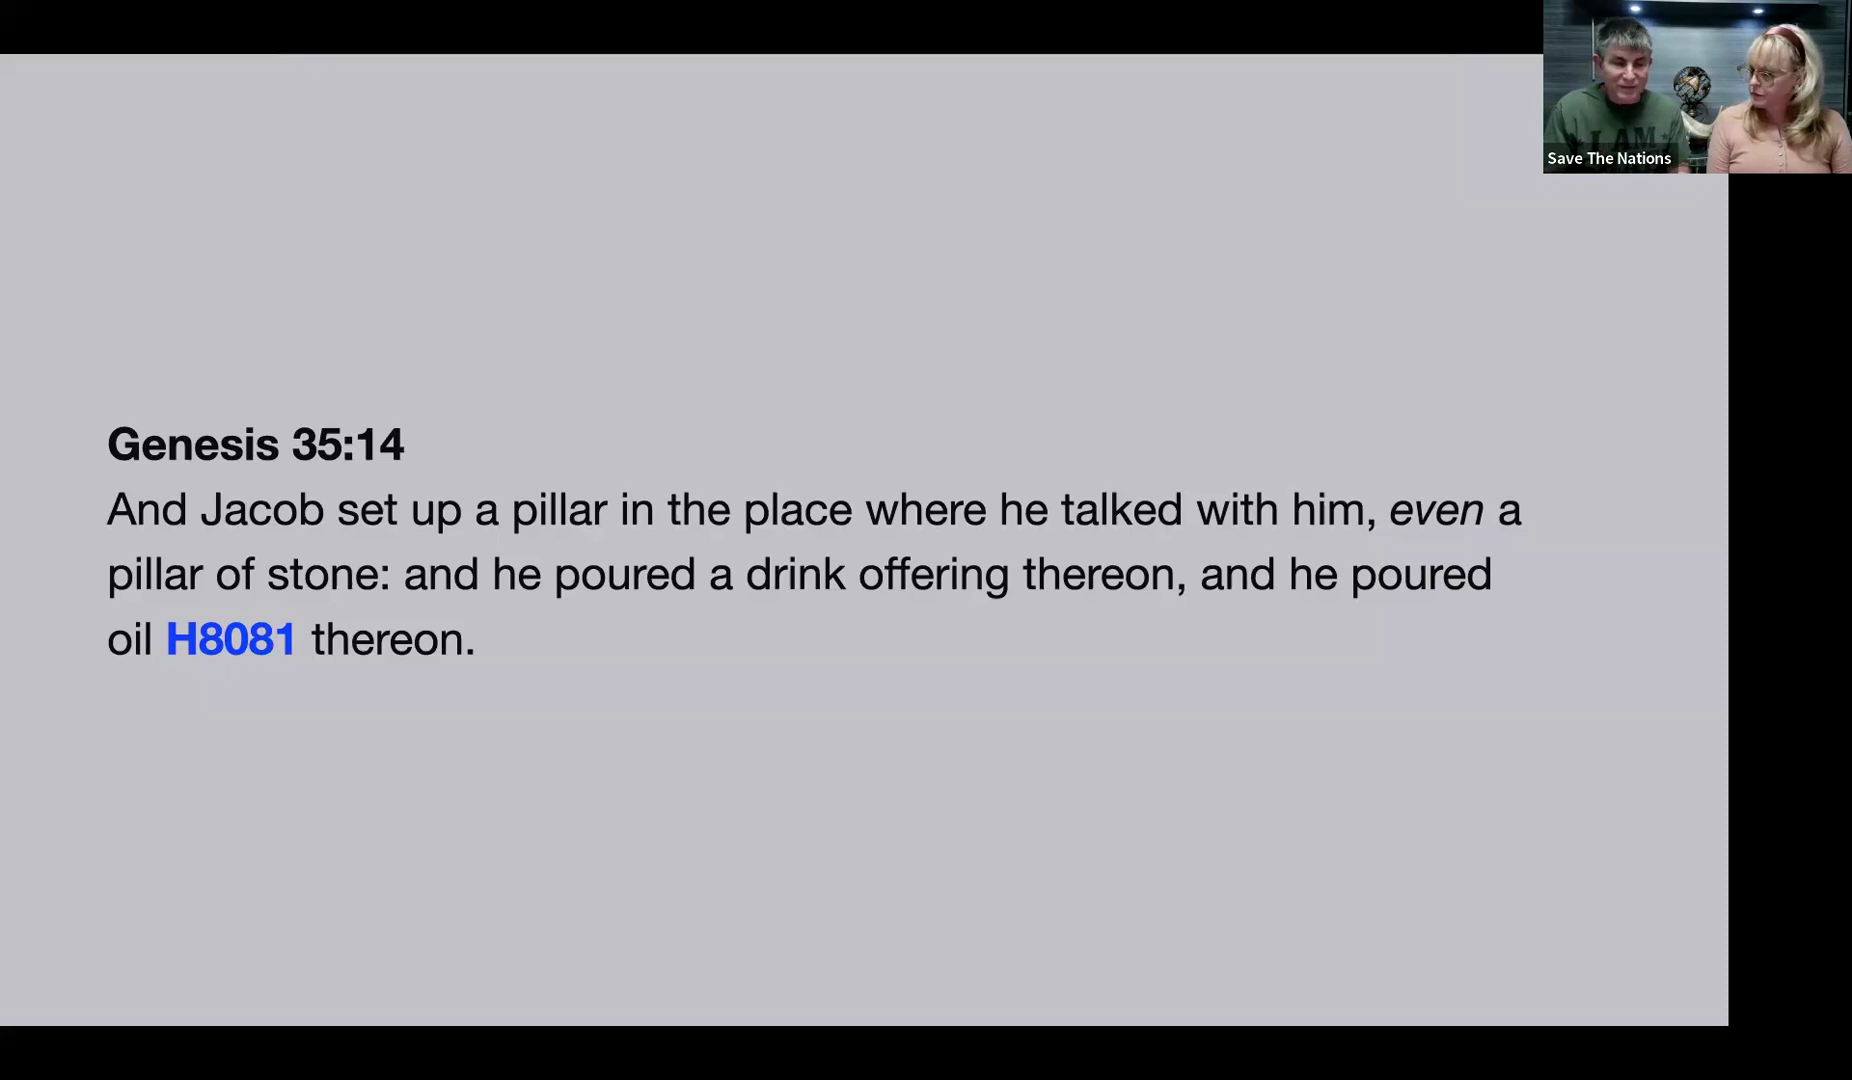 I AM
Save The Nations
Genesis 35:14
And Jacob set up a pillar in the place where he talked with him, even a
pillar of stone: and he poured a drink offering thereon, and he poured
oil H8081 thereon.